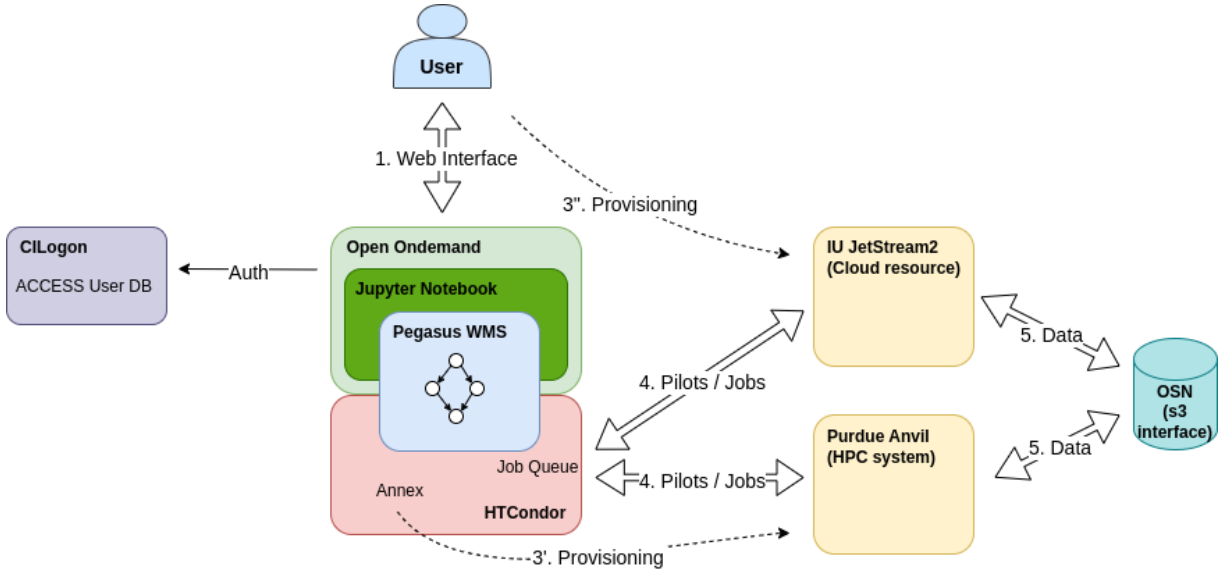 User
1. Web Interface
3". Provisioning
CILogon
ACCESS User DB
Auth
Open Ondemand
Jupyter Notebook
Pegasus WMS
IU JetStream2
(Cloud resource)
5. Data
4. Pilots / Jobs
OSN
(s3
interface)
Purdue Anvil
(HPC system)
5. Data
Job Queue
4. Pilots / Jobs
Annex
HTCondor
3'. Provisioning